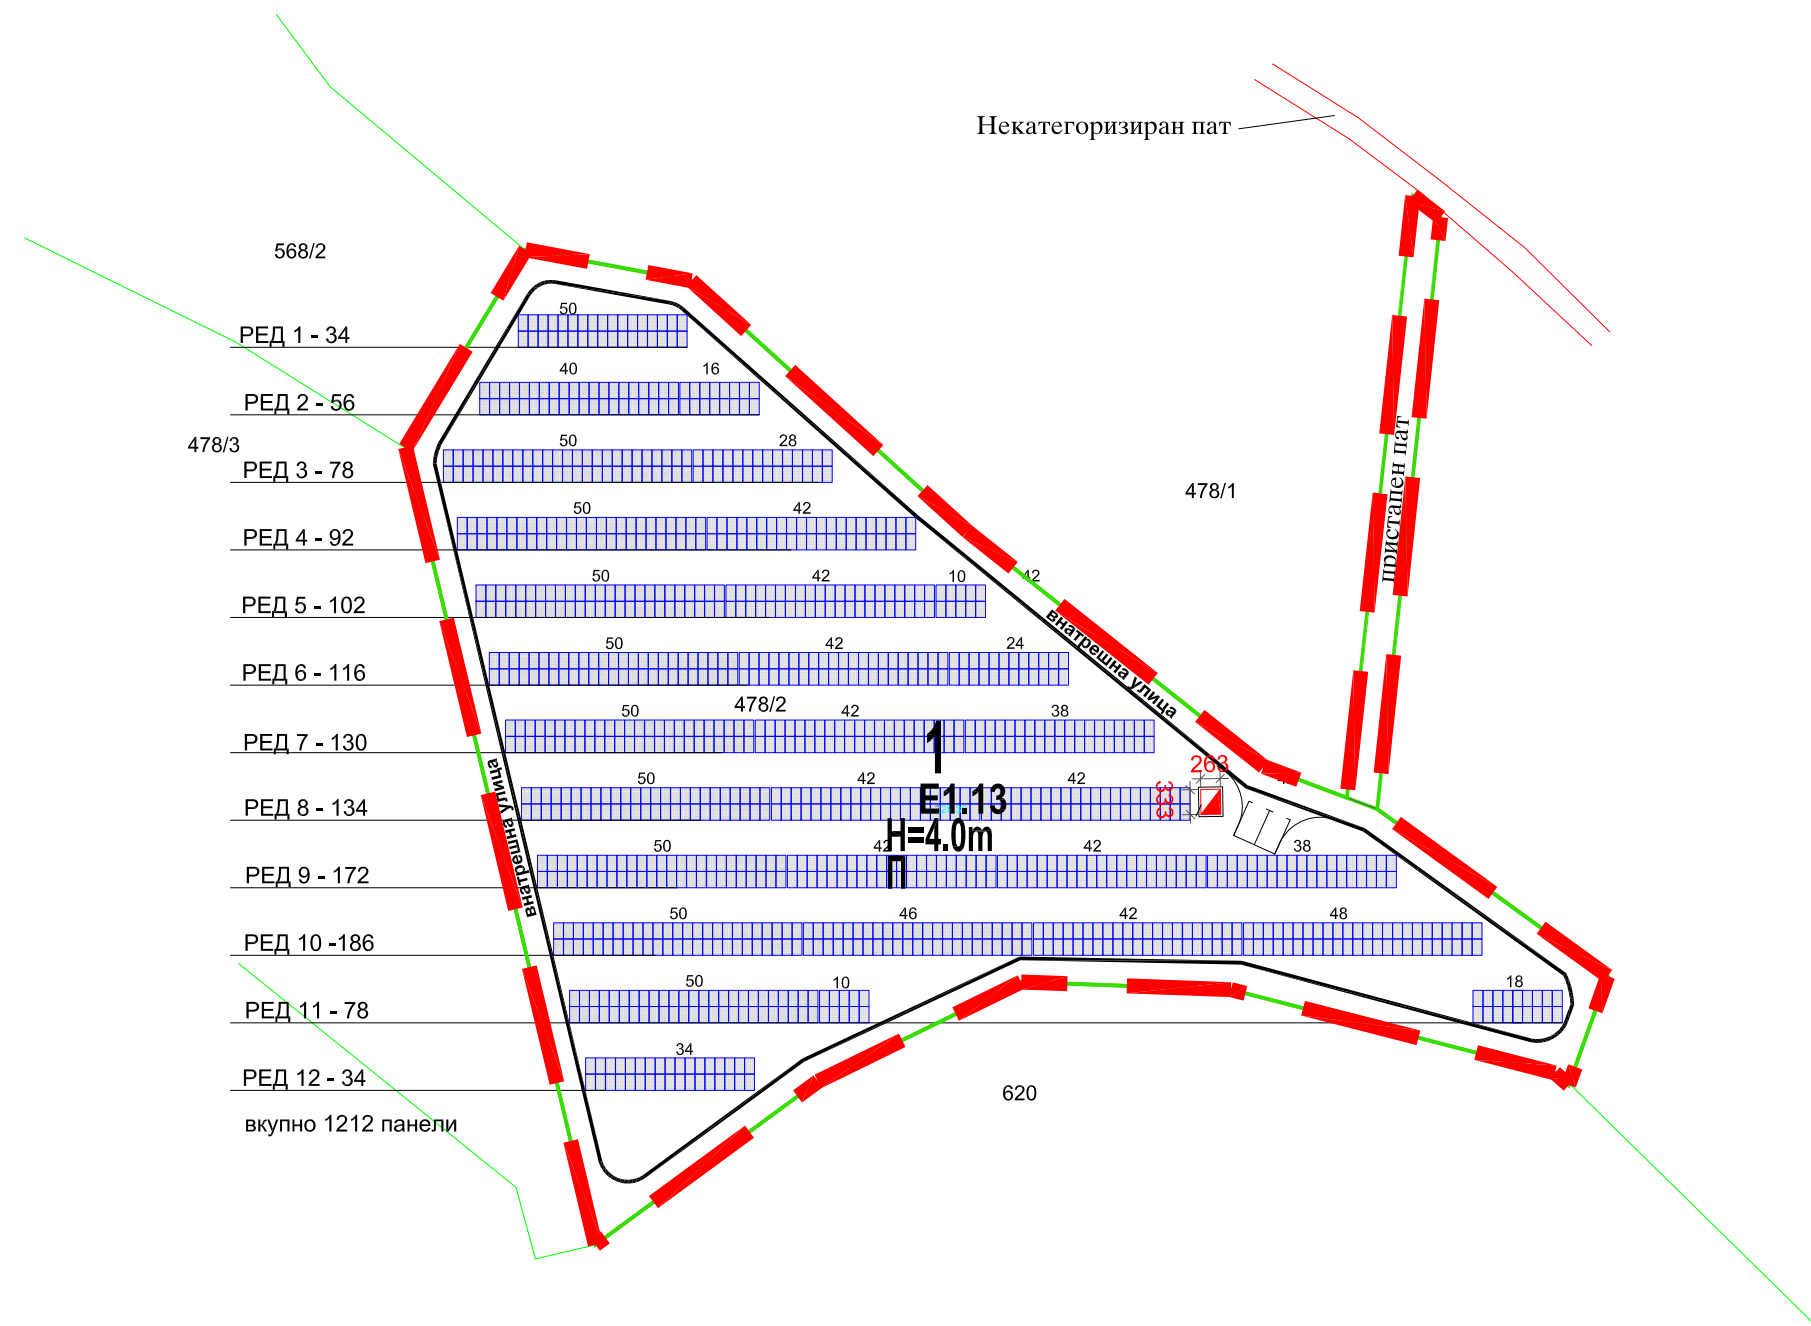 Некатегоризиран пат
568/2
50
РЕД 1 - 34
40 16
РЕД 2 - 56
478/3
50 28
РЕД 3 - 78
478/1
50 42
РЕД 4 - 92
пристапен пат
50 42 10 42
РЕД 5 - 102
внатрешна улица
50 42 24
РЕД 6 - 116
478/2
50 42 38
РЕД 7 - 130
1
263
333
50 42 42
РЕД 8 - 134
E1.13
H=4.0m
П
внатрешна улица
50 42 42 38
РЕД 9 - 172
50 46 42 48
РЕД 10 -186
50 10 18
РЕД 11 - 78
34
РЕД 12 - 34
620
вкупно 1212 панели